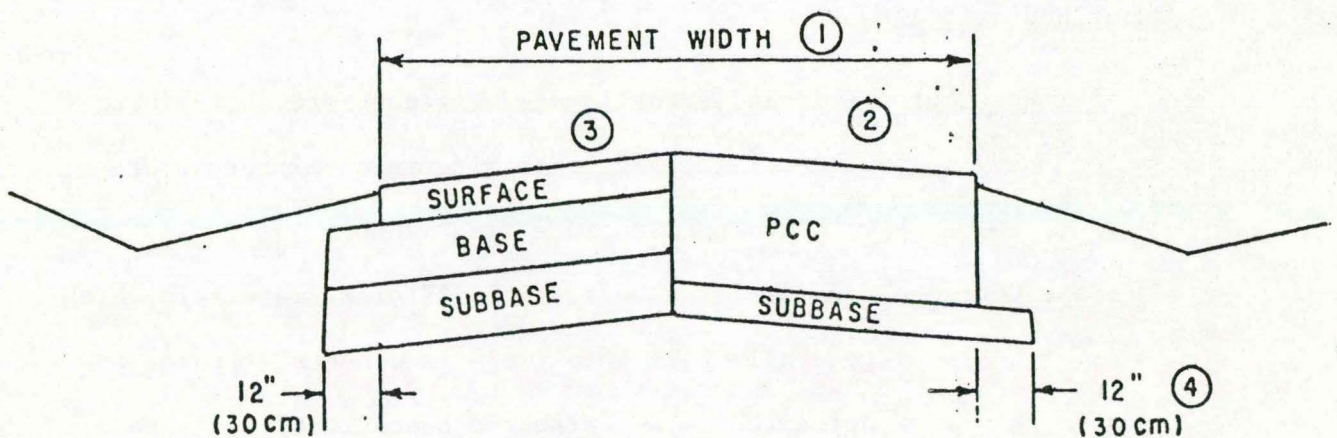 PAVEMENT WIDTH ①
②
③
SURFACE
BASE
PCC
SUBBASE
SUBBASE
12"
(30cm)
12" ④
(30cm)